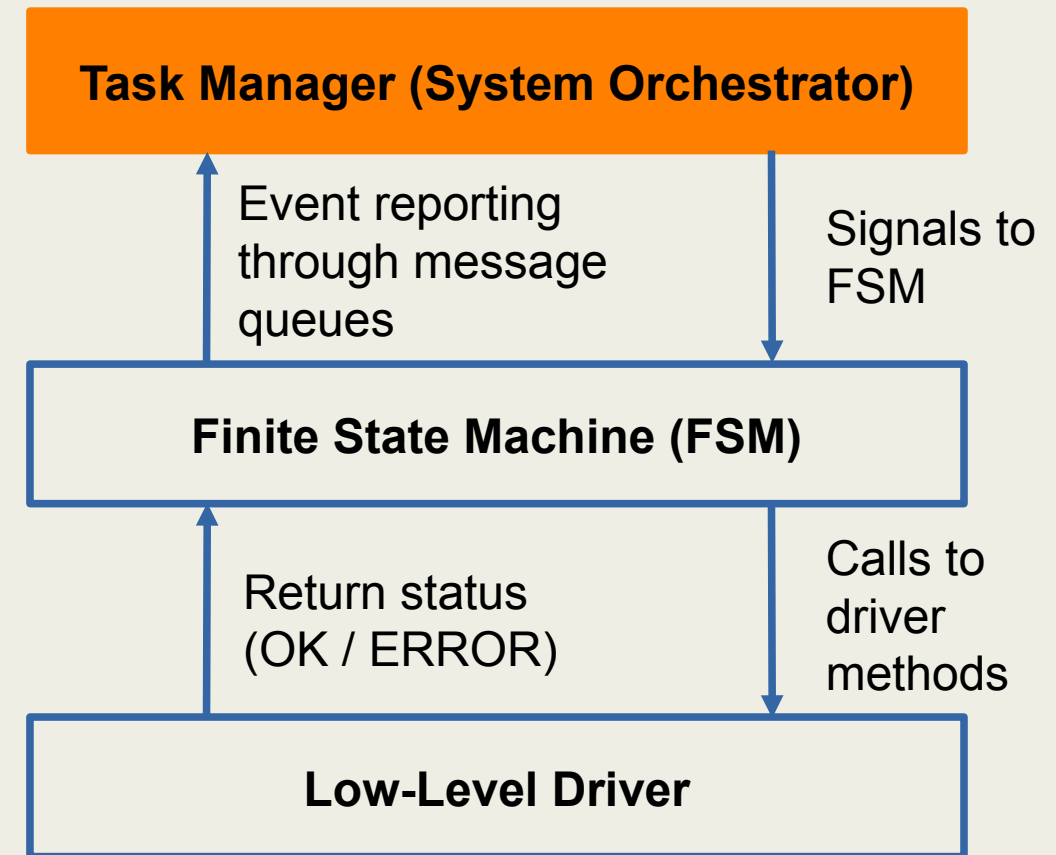 Task Manager (System Orchestrator)
Event reporting
through message
queues
Signals to
FSM
Finite State Machine (FSM)
Return status
(OK / ERROR)
Calls to
driver
methods
Low-Level Driver